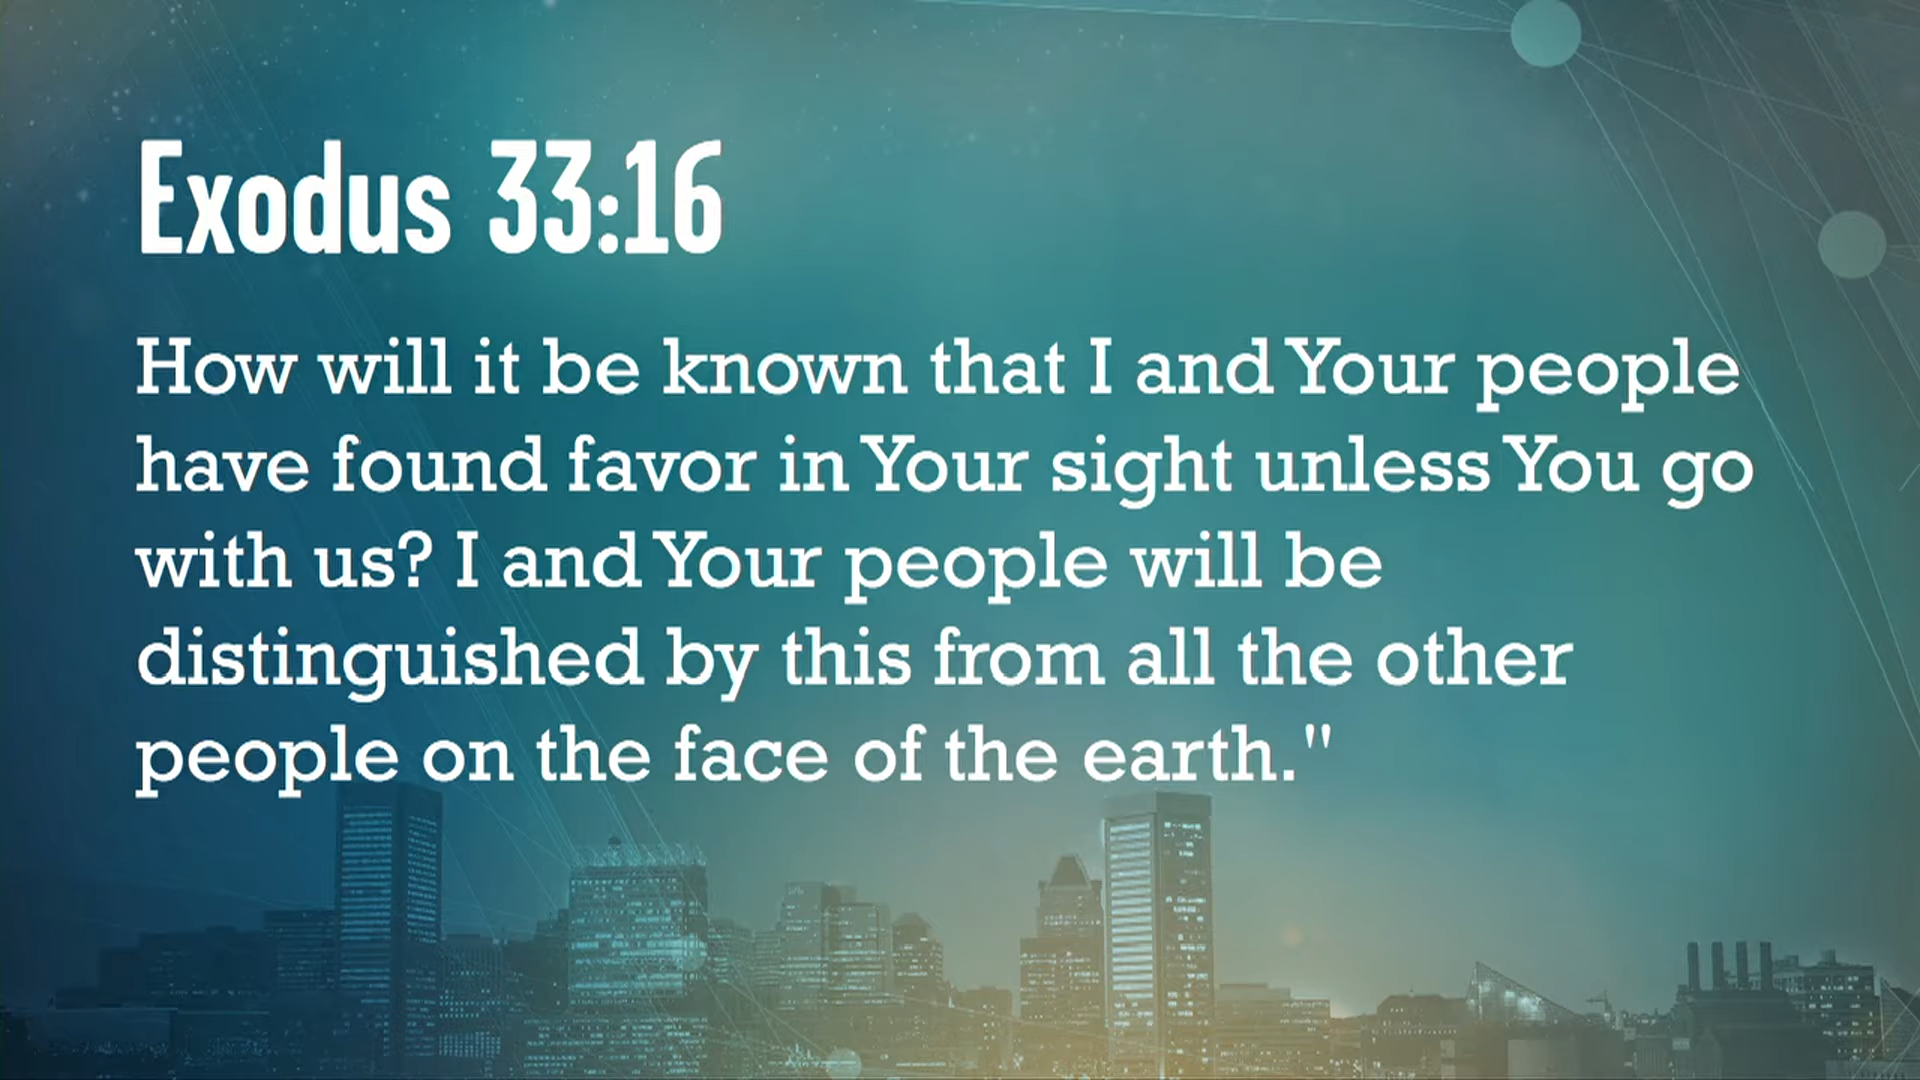 Exodus 33:16
How will it be known that I and Your people
have found favor in Your sight unless You go
with us? I and Your people will be
distinguished by this from all the other
people on the face of the earth."